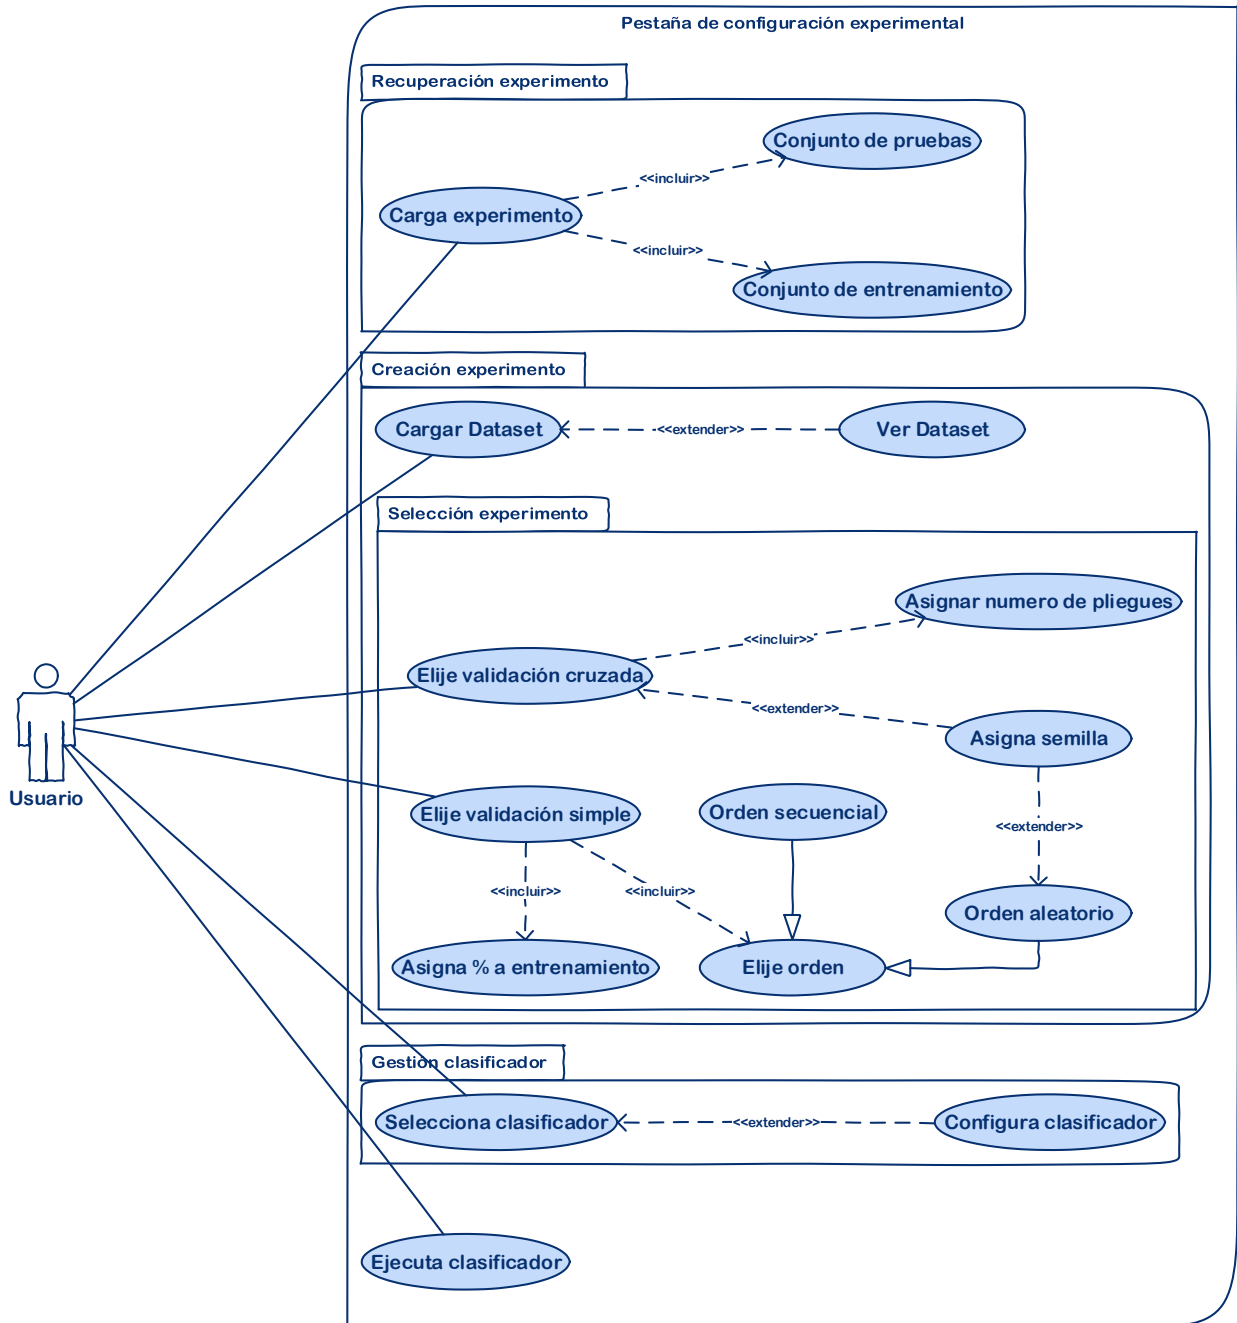 Pestaña de configuración experimental
Recuperación experimento
Conjunto de pruebas
<<incluir>>
Carga experimento
<<incluir>>
Conjunto de entrenamiento
Creación experimento
Cargar Dataset
<<extender>>
Ver Dataset
Selección experimento
Asignar numero de pliegues
<<incluir>>
Elije validación cruzada
<<extender>>
Asigna semilla
Usuario
Elije validación simple
Orden secuencial
<<extender>>
<<incluir>>
<<incluir>>
Orden aleatorio
Asigna % a entrenamiento
Elije orden
Gestión clasificador
Selecciona clasificador
<<extender>>
Configura clasificador
Ejecuta clasificador